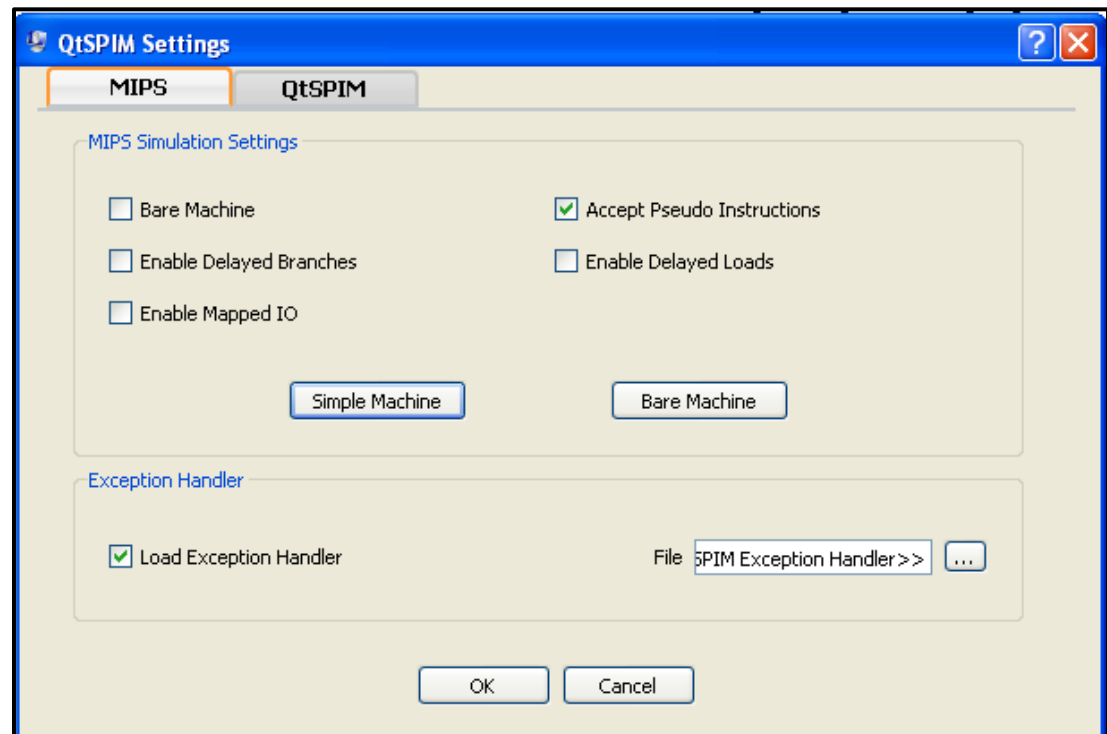 QtSPIM Settings
MIPS QtSPIM
MIPS Simulation Settings
Bare Machine Accept Pseudo Instructions
Enable Delayed Branches Enable Delayed Loads
Enable Mapped IO
Simple Machine Bare Machine
Exception Handler
Load Exception Handler File SPIM Exception Handler>> ...
OK Cancel